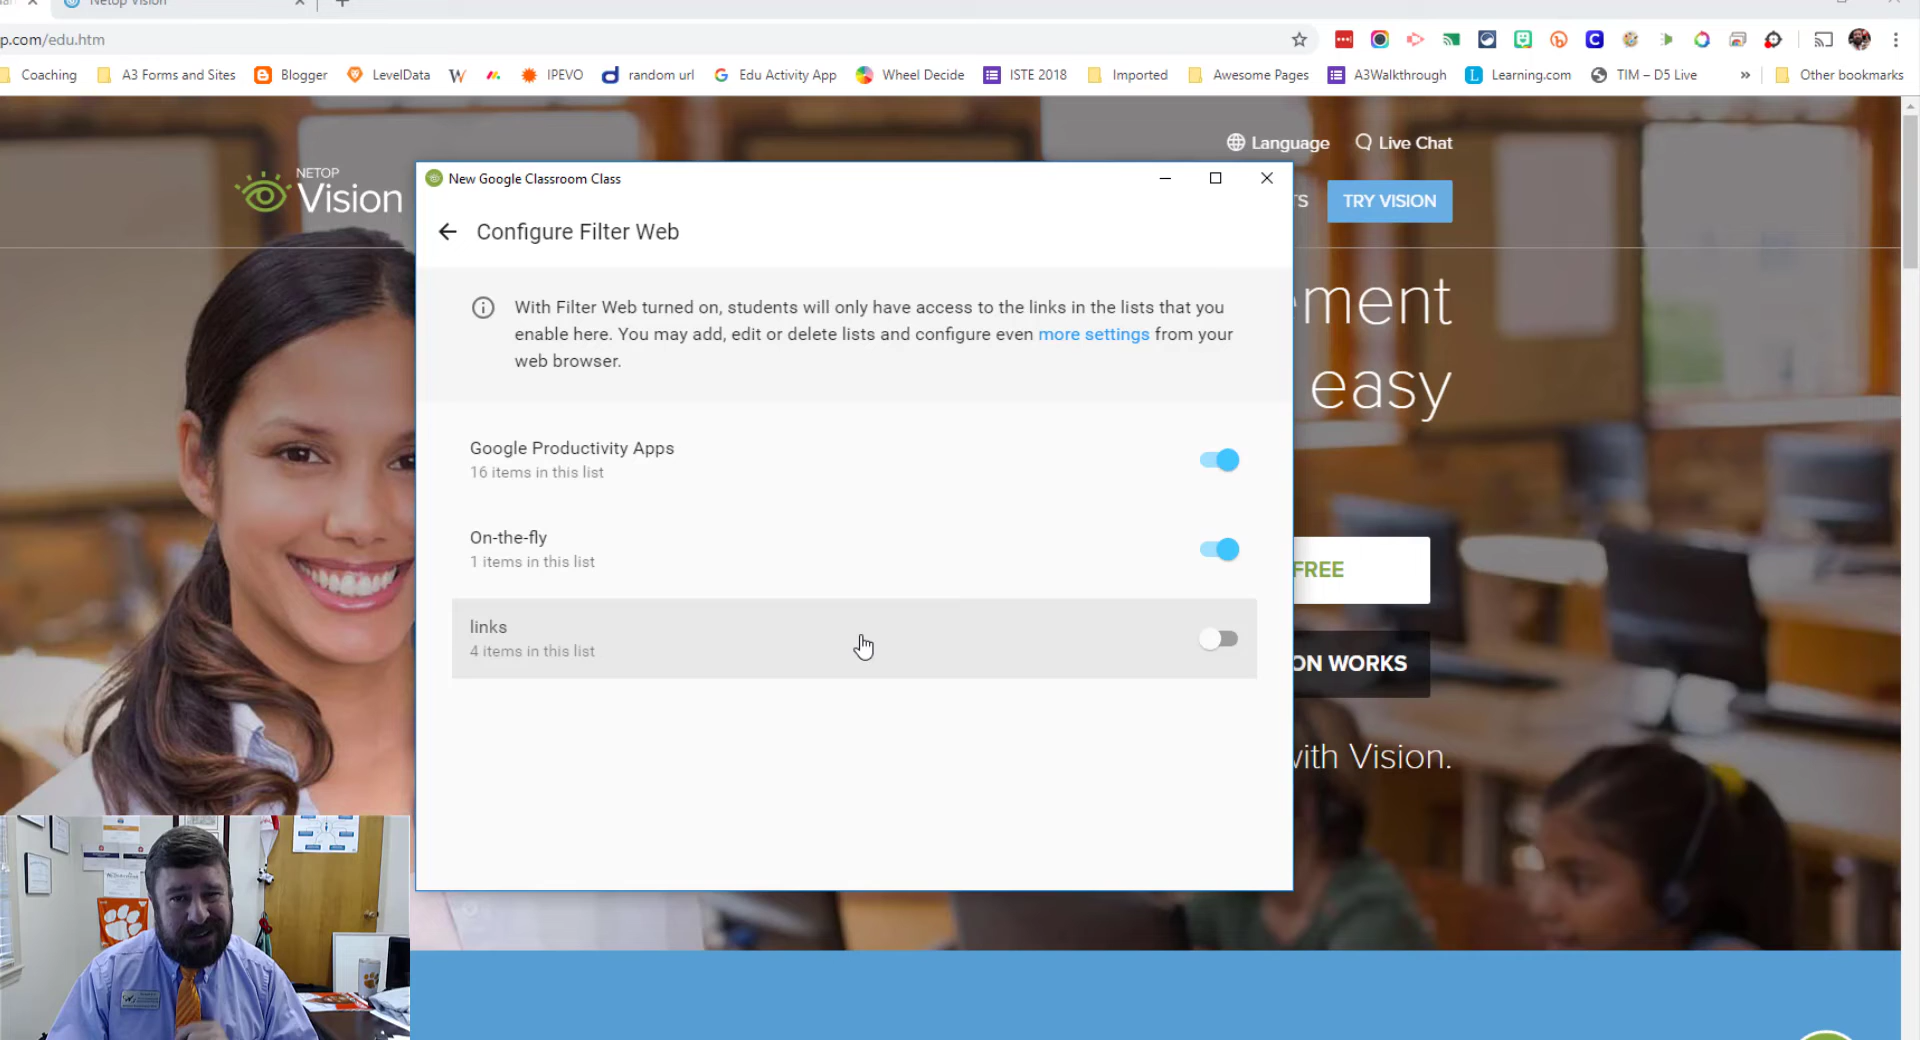 Netop Vision
p.com/edu.htm
Coaching A3 Forms and Sites Blogger LevelData IPEVO random url Edu Activity App Wheel Decide ISTE 2018 Imported Awesome Pages A3Walkthrough Learning.com TIM – D5 Live » Other bookmarks
Language Live Chat
NETOP
Vision
TS TRY VISION
New Google Classroom Class
Configure Filter Web
With Filter Web turned on, students will only have access to the links in the lists that you
enable here. You may add, edit or delete lists and configure even more settings from your
web browser.
ement
easy
Google Productivity Apps
16 items in this list
On-the-fly
1 items in this list
FREE
links
4 items in this list
ON WORKS
with Vision.